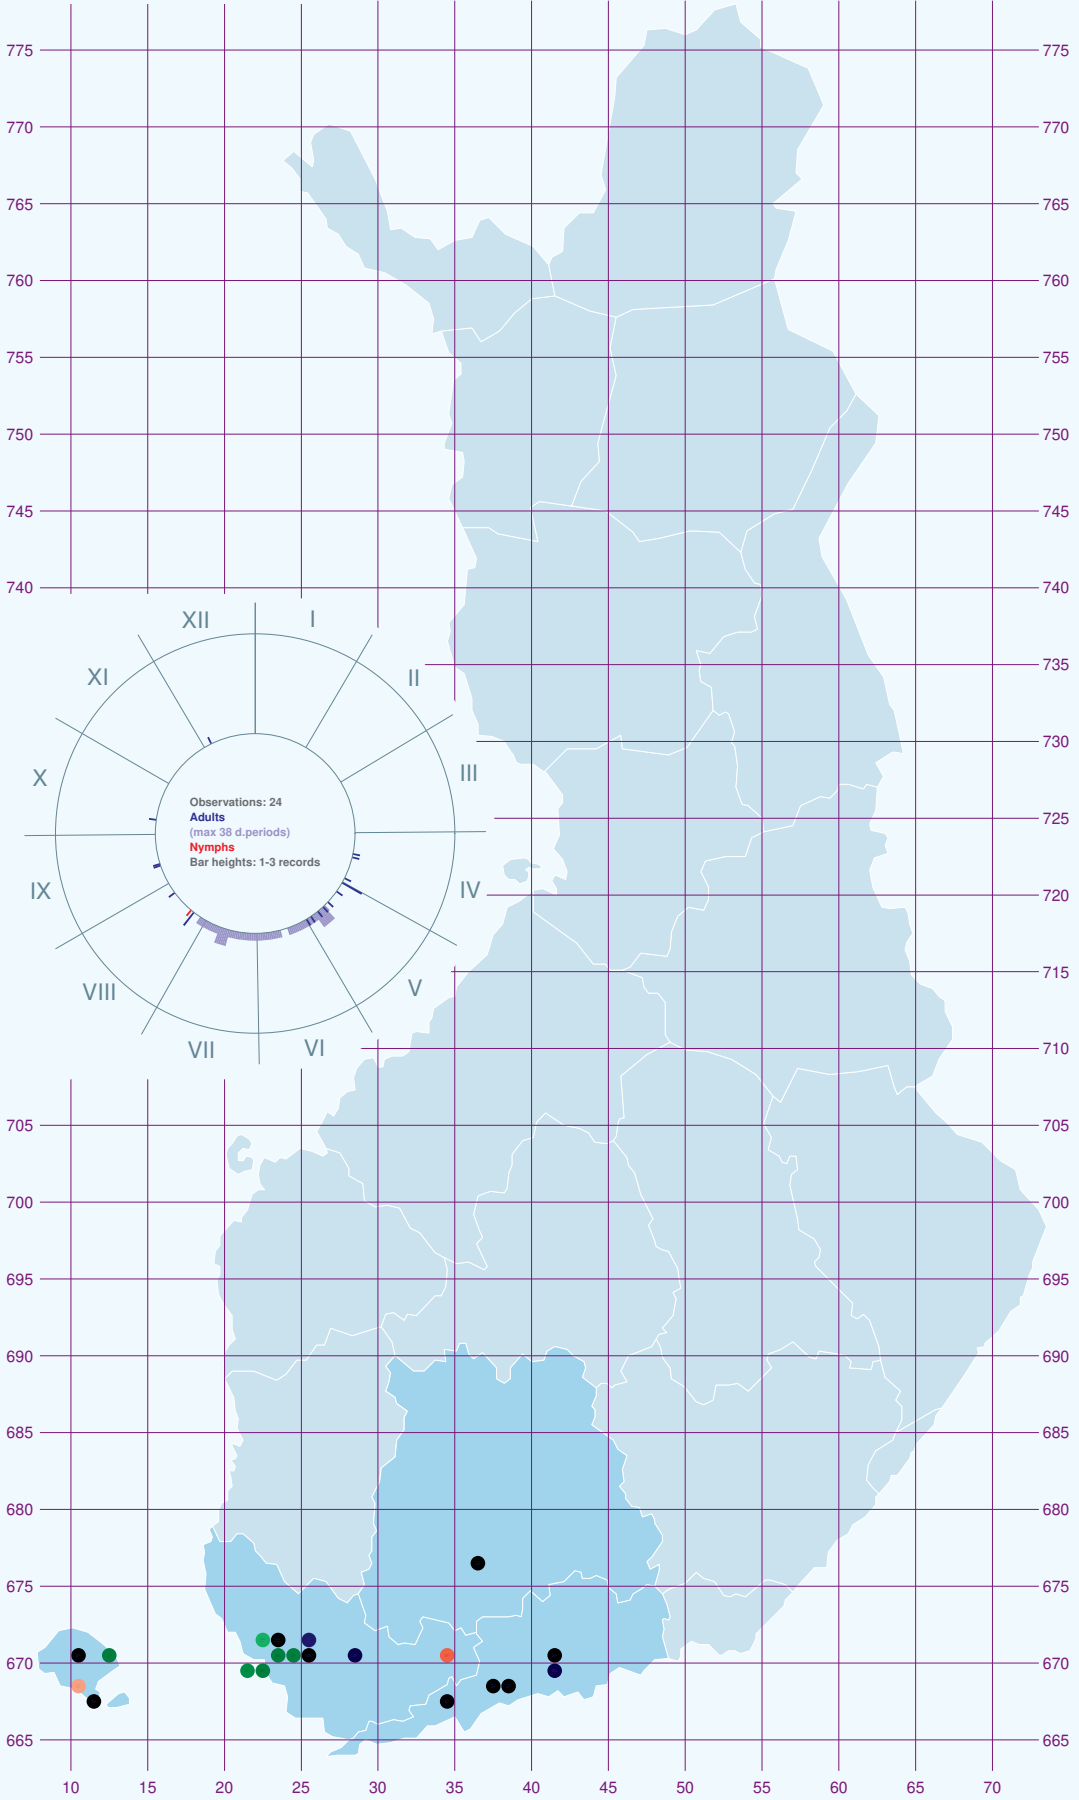 775 775
770 770
765 765
760 760
755 755
750 750
745 745
740 740
XII I
XI II
735 735
730 730
X III
725 725
Observations: 24
Adults
(max 38 d.periods)
Nymphs
Bar heights: 1-3 records
IX IV
720
715
VIII V
VII VI
710
705 705
700 700
695 695
690 690
685 685
680 680
675 675
670 670
665 665
10 15 20 25 30 35 40 45 50 55 60 65 70